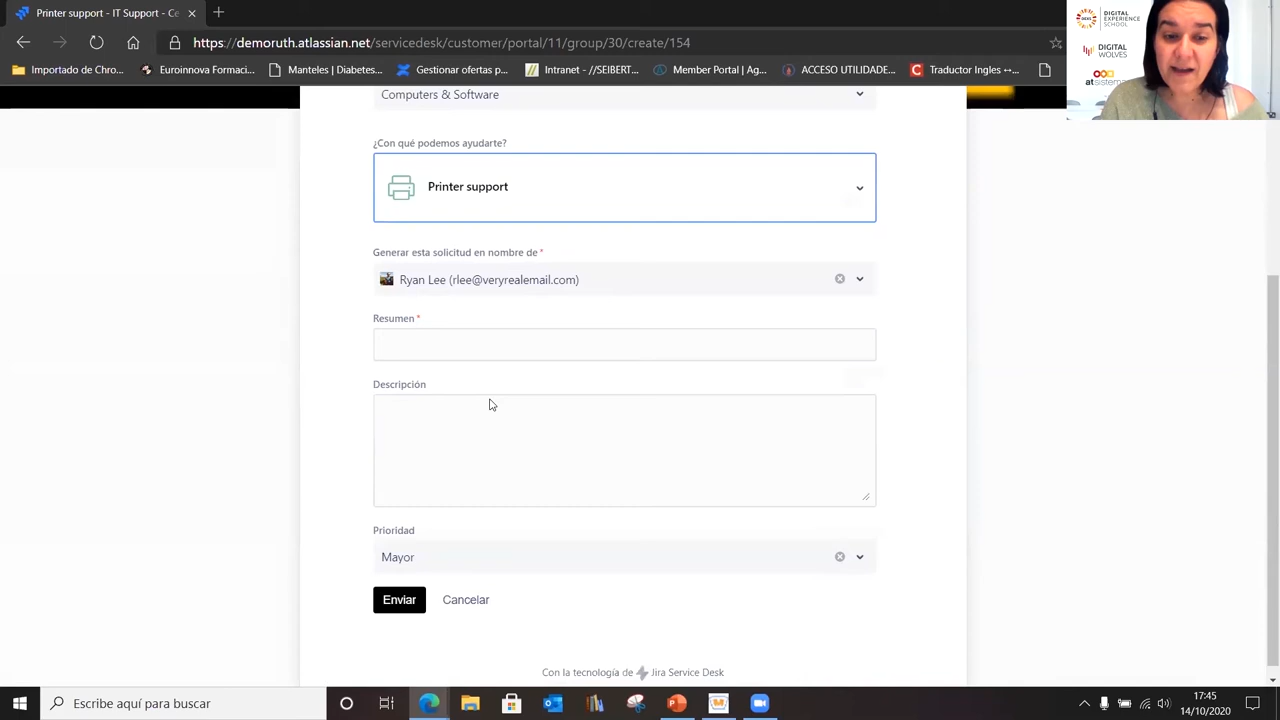 Printer support - IT Support - Ce
https://demoruth.atlassian.net/servicedesk/customer/portal/11/group/30/create/154
Importado de Chro...
Euroinnova Formaci...
Mantenis | Diabetes...
Gestionar ofertas p...
Intranet //SEIBERT...
Member Portal | Ag...
ACCESIBILIDADE...
Traductor Ingles ↔...
DESK
DIGITAL
EXPERIENCE
SCHOOL
DIGITAL
WOLVES
atsistema
Computers & Software
¿Con qué podemos ayudarte?
Printer support
Generar esta solicitud en nombre de *
Ryan Lee (rlee@veryrealemail.com)
Resumen *
Descripción
Prioridad
Mayor
Enviar
Cancelar
Con la tecnología de Jira Service Desk
Escribe aquí para buscar
17:45
14/10/2020